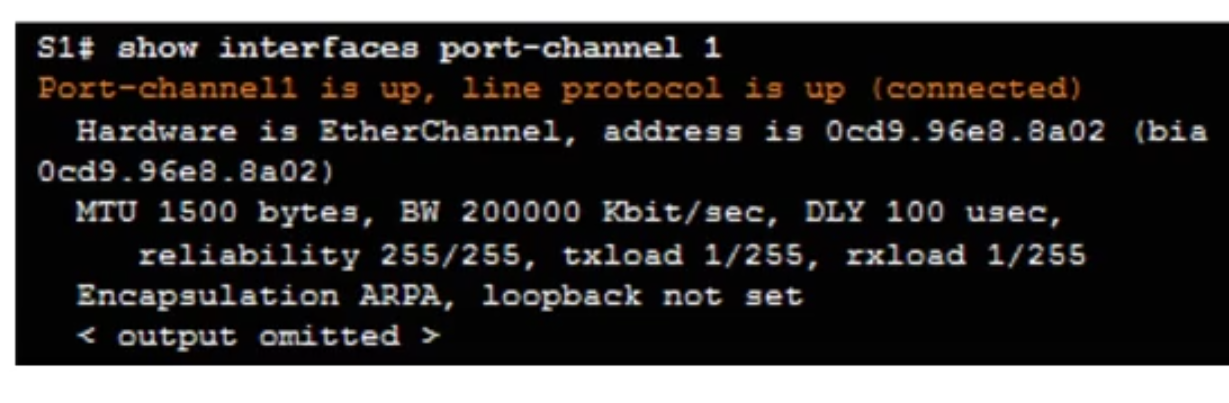 S1# show interfaces port-channel 1
Port-channel1 is up, line protocol is up (connected)
Hardware is EtherChannel, address is 0cd9.96e8.8a02 (bia
0cd9.96e8.8a02)
MTU 1500 bytes, BW 200000 Kbit/sec, DLY 100 usec,
reliability 255/255, txload 1/255, rxload 1/255
Encapsulation ARPA, loopback not set
< output omitted >